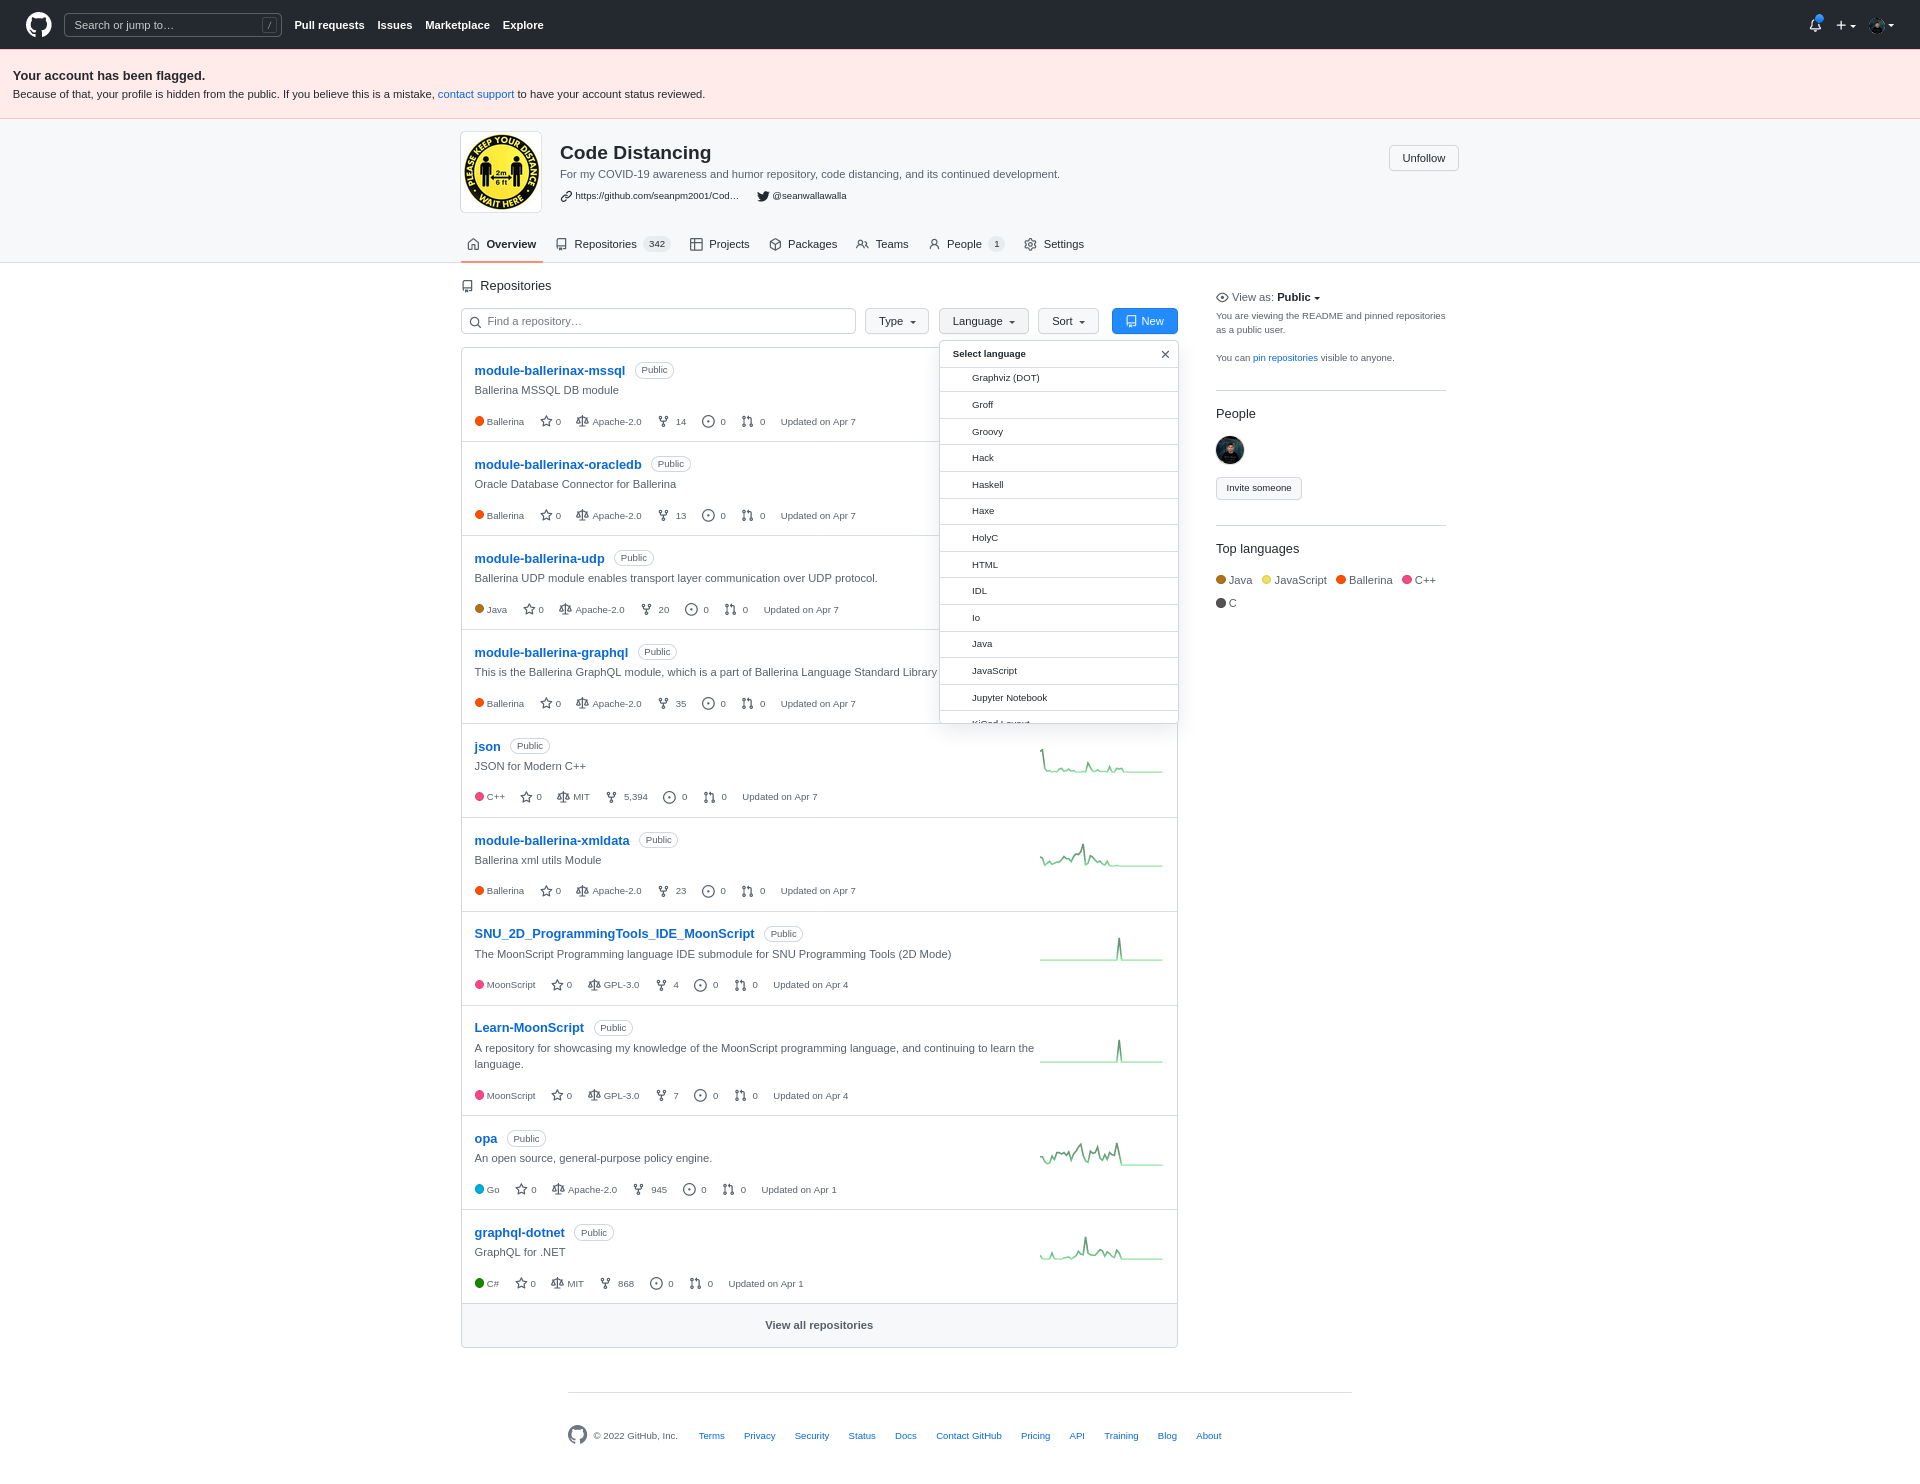 Search or jump to… /
Pull requests Issues Marketplace Explore
Your account has been flagged.
Because of that, your profile is hidden from the public. If you believe this is a mistake, contact support to have your account status reviewed.
PLEASE KEEP YOUR DISTANCE
2m
6 ft
WAIT HERE
Code Distancing
For my COVID-19 awareness and humor repository, code distancing, and its continued development.
https://github.com/seanpm2001/Cod… @seanwallawalla
Unfollow
Overview Repositories 342 Projects Packages Teams People 1 Settings
Repositories
Find a repository…
Type Language Sort New
Select language
Graphviz (DOT)
Groff
Groovy
Hack
Haskell
Haxe
HolyC
HTML
IDL
Io
Java
JavaScript
Jupyter Notebook
KiCad Layout
module-ballerinax-mssql Public
Ballerina MSSQL DB module
Ballerina 0 Apache-2.0 14 0 0 Updated on Apr 7
module-ballerinax-oracledb Public
Oracle Database Connector for Ballerina
Ballerina 0 Apache-2.0 13 0 0 Updated on Apr 7
module-ballerina-udp Public
Ballerina UDP module enables transport layer communication over UDP protocol.
Java 0 Apache-2.0 20 0 0 Updated on Apr 7
module-ballerina-graphql Public
This is the Ballerina GraphQL module, which is a part of Ballerina Language Standard Library
Ballerina 0 Apache-2.0 35 0 0 Updated on Apr 7
json Public
JSON for Modern C++
C++ 0 MIT 5,394 0 0 Updated on Apr 7
module-ballerina-xmldata Public
Ballerina xml utils Module
Ballerina 0 Apache-2.0 23 0 0 Updated on Apr 7
SNU_2D_ProgrammingTools_IDE_MoonScript Public
The MoonScript Programming language IDE submodule for SNU Programming Tools (2D Mode)
MoonScript 0 GPL-3.0 4 0 0 Updated on Apr 4
Learn-MoonScript Public
A repository for showcasing my knowledge of the MoonScript programming language, and continuing to learn the
language.
MoonScript 0 GPL-3.0 7 0 0 Updated on Apr 4
opa Public
An open source, general-purpose policy engine.
Go 0 Apache-2.0 945 0 0 Updated on Apr 1
graphql-dotnet Public
GraphQL for .NET
C# 0 MIT 868 0 0 Updated on Apr 1
View all repositories
View as: Public
You are viewing the README and pinned repositories
as a public user.
You can pin repositories visible to anyone.
People
Invite someone
Top languages
Java JavaScript Ballerina C++
C
© 2022 GitHub, Inc. Terms Privacy Security Status Docs Contact GitHub Pricing API Training Blog About